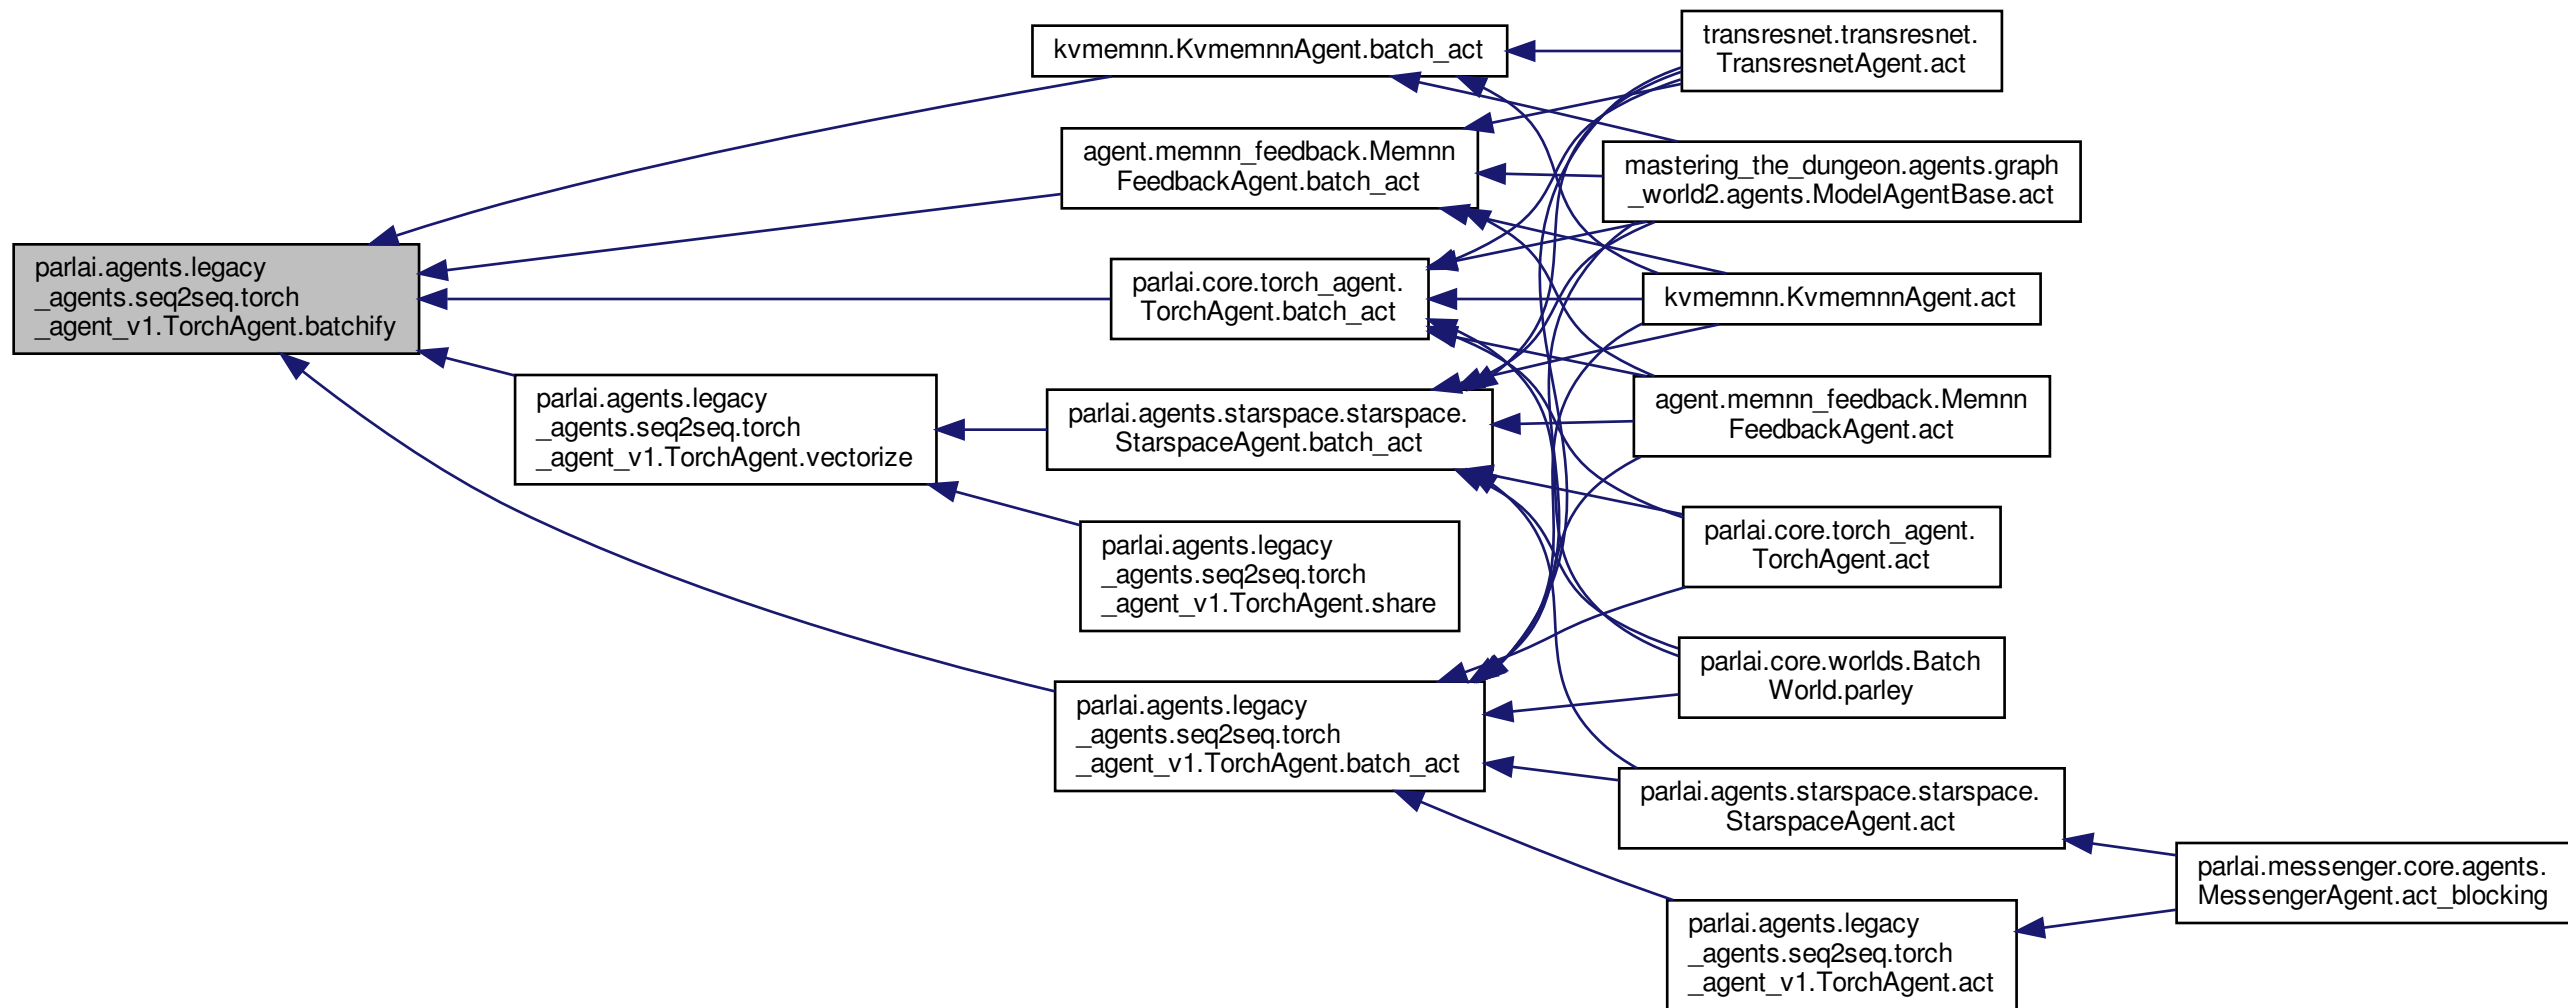 parlai.agents.legacy
_agents.seq2seq.torch
_agent_v1.TorchAgent.batchify
kvmemnn.KvmemnnAgent.batch_act
agent.memnn_feedback.Memnn
FeedbackAgent.batch_act
parlai.core.torch_agent.
TorchAgent.batch_act
parlai.agents.legacy
_agents.seq2seq.torch
_agent_v1.TorchAgent.vectorize
parlai.agents.starspace.starspace.
StarspaceAgent.batch_act
parlai.agents.legacy
_agents.seq2seq.torch
_agent_v1.TorchAgent.share
parlai.agents.legacy
_agents.seq2seq.torch
_agent_v1.TorchAgent.batch_act
transresnet.transresnet.
TransresnetAgent.act
mastering_the_dungeon.agents.graph
_world2.agents.ModelAgentBase.act
kvmemnn.KvmemnnAgent.act
agent.memnn_feedback.Memnn
FeedbackAgent.act
parlai.core.torch_agent.
TorchAgent.act
parlai.core.worlds.Batch
World.parley
parlai.agents.starspace.starspace.
StarspaceAgent.act
parlai.agents.legacy
_agents.seq2seq.torch
_agent_v1.TorchAgent.act
parlai.messenger.core.agents.
MessengerAgent.act_blocking